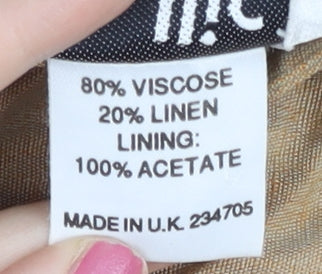 80% VISCOSE
20% LINEN
LINING:
100% ACETATE
MADE IN U.K. 234705